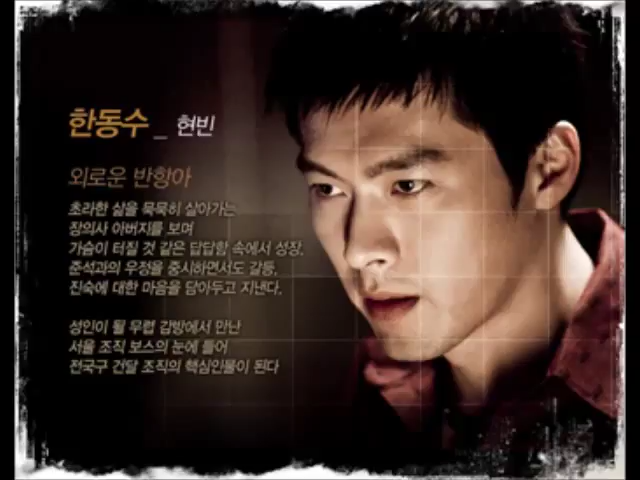 한동수 _ 현빈
외로운 반항아
초라한 삶을 묵묵히 살아가는
장의사 아버지를 보며
가슴이 터질 것 같은 답답함 속에서 성장.
준석과의 우정을 중시하면서도 갈등,
진숙에 대한 마음을 담아두고 지낸다.
성인이 될 무렵 감방에서 만난
서울 조직 보스의 눈에 들어
전국구 건달 조직의 핵심인물이 된다